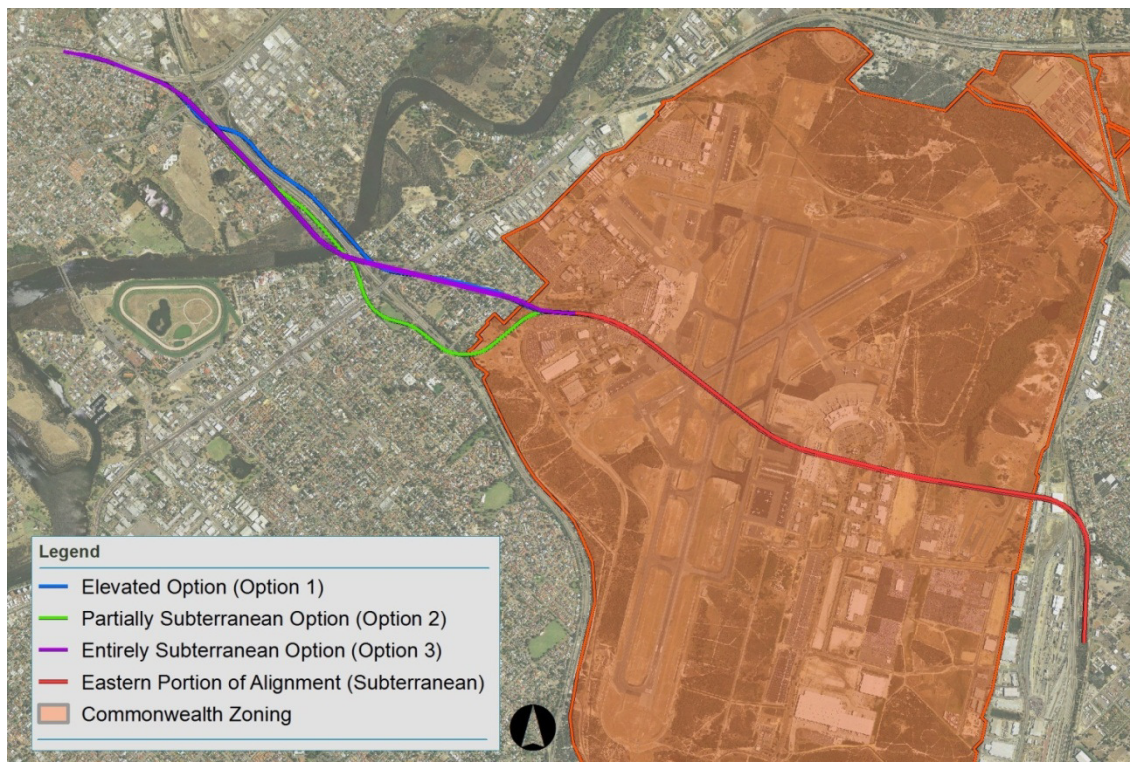 Legend
Elevated Option (Option 1)
Partially Subterranean Option (Option 2)
Entirely Subterranean Option (Option 3)
Eastern Portion of Alignment (Subterranean)
Commonwealth Zoning